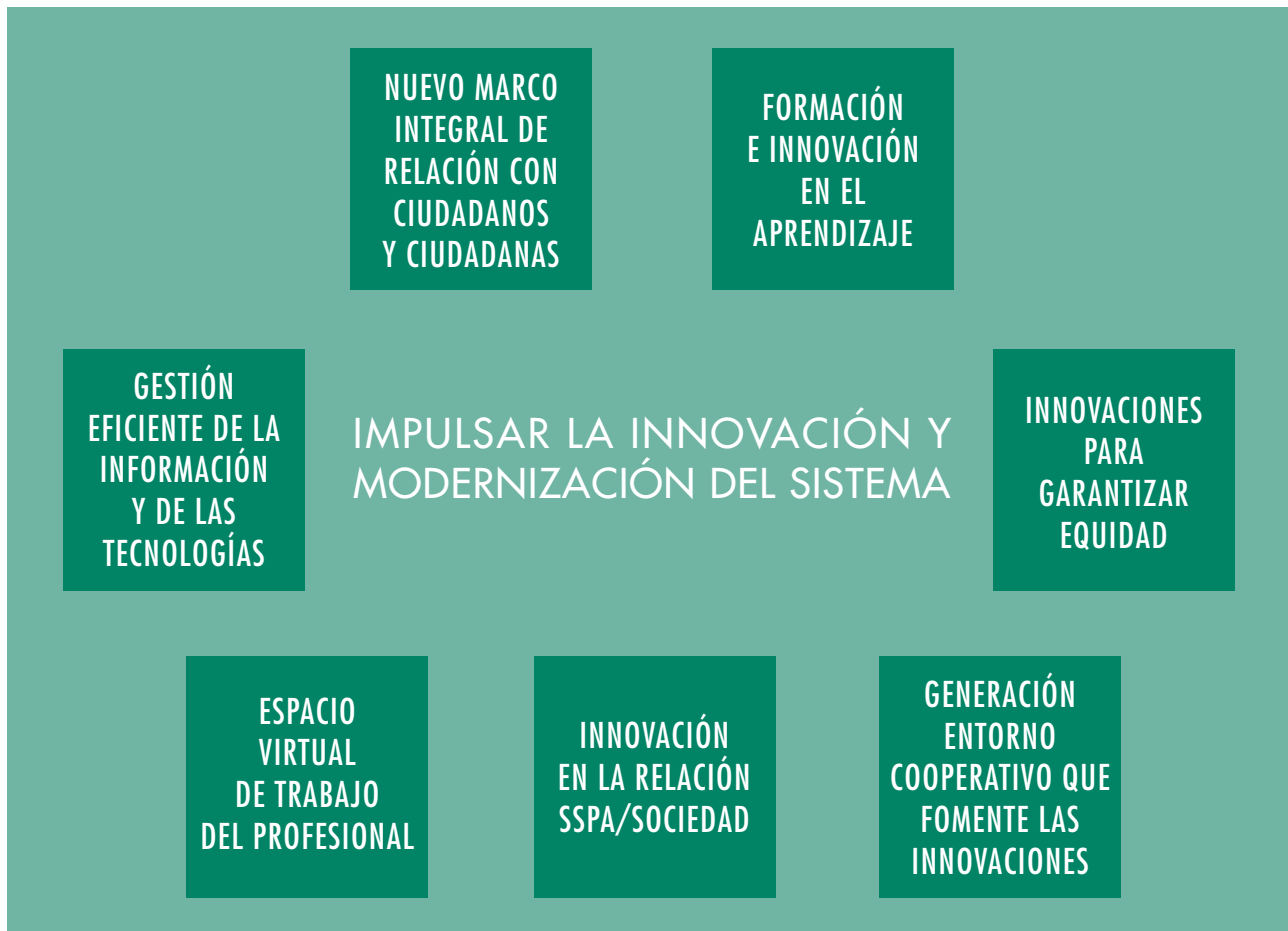 NUEVO MARCO
INTEGRAL DE
RELACIÓN CON
CIUDADANOS
Y CIUDADANAS
FORMACIÓN
E INNOVACIÓN
EN EL
APRENDIZAJE
GESTIÓN
EFICIENTE DE LA
INFORMACIÓN
Y DE LAS
TECNOLOGÍAS
IMPULSAR LA INNOVACIÓN Y
MODERNIZACIÓN DEL SISTEMA
INNOVACIONES
PARA
GARANTIZAR
EQUIDAD
ESPACIO
VIRTUAL
DE TRABAJO
DEL PROFESIONAL
INNOVACIÓN
EN LA RELACIÓN
SSPA/SOCIEDAD
GENERACIÓN
ENTORNO
COOPERATIVO QUE
FOMENTE LAS
INNOVACIONES